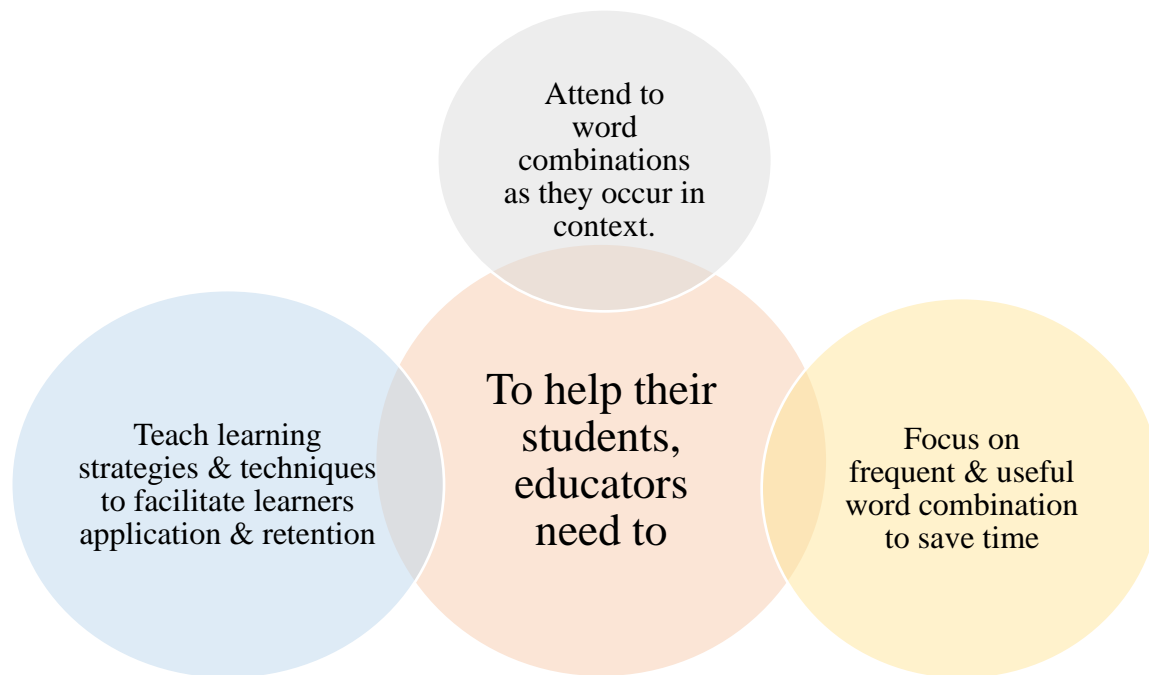 Attend to
word
combinations
as they occur in
context.
To help their
students,
educators
need to
Teach learning
strategies & techniques
to facilitate learners
application & retention
Focus on
frequent & useful
word combination
to save time